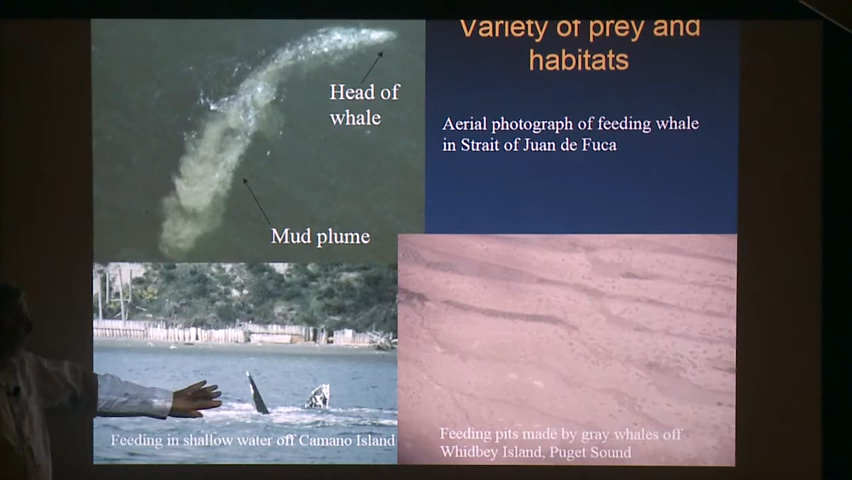 Variety of prey and
habitats
Head of
whale
Aerial photograph of feeding whale
in Strait of Juan de Fuca
Mud plume
Feeding in shallow water off Camano Island
Feeding pits made by gray whales off
Whidbey Island, Puget Sound